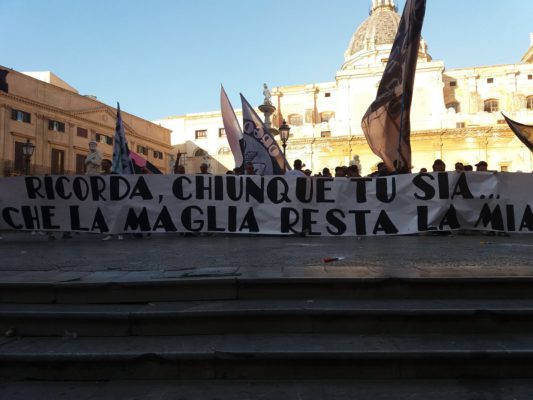 RICORDA, CHIUNQUE TU SIA...
CHE LA MAGLIA RESTA LA MIA